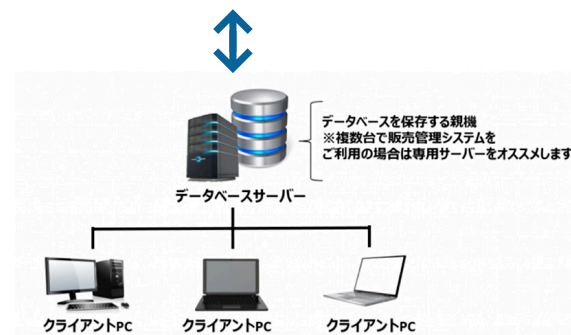 データベースを保存する親機
※複数台で販売管理システムを
ご利用の場合は専用サーバーをオススメします
データベースサーバー
クライアントPC
クライアントPC
クライアントPC